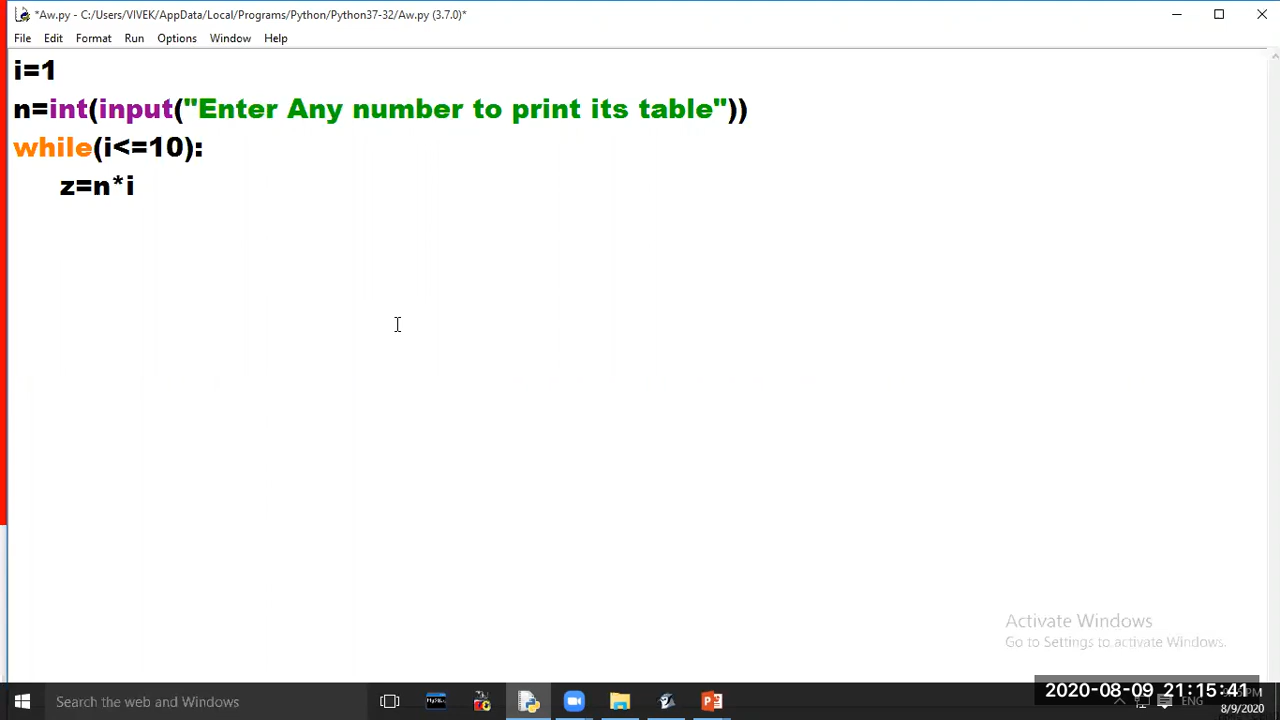 *Aw.py - C:/Users/VIVEK/AppData/Local/Programs/Python/Python37-32/Aw.py (3.7.0)*
File Edit Format Run Options Window Help
i=1
n=int(input("Enter Any number to print its table"))
while(i<=10):
z=n*i
Activate Windows
Go to Settings to activate Windows.
Search the web and Windows
2020-08-09 21:15:41
ENG
8/9/2020